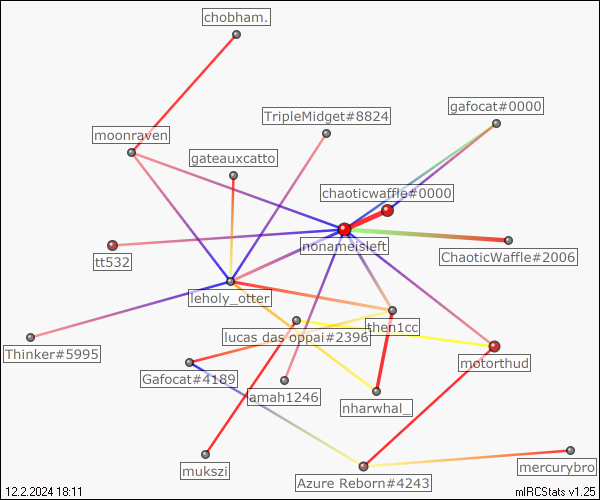 chobham.
gafocat#0000
TripleMidget#8824
moonraven
gateauxcatto
chaoticwaffle#0000
nonameisleft
ChaoticWaffle#2006
tt532
leholy_otter
then1cc
lucas das oppai#2396
Thinker#5995
motorthud
Gafocat#4189
amah1246
nharwhal_
mukszi
mercurybro
Azure Reborn#4243
12.2.2024 18:11
mIRCStats v1.25